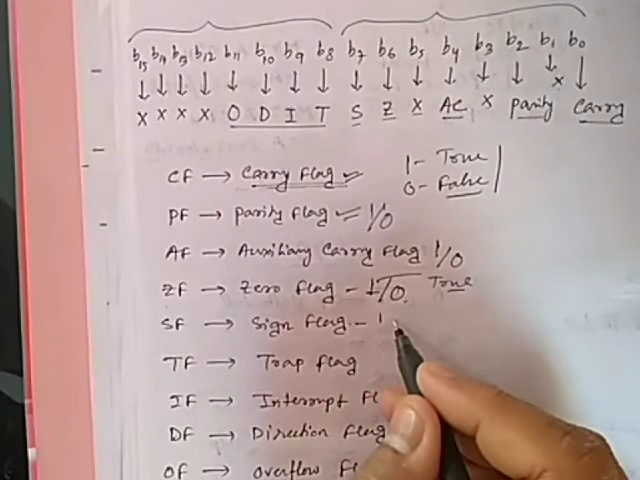 b15 b14 b13 b12 b11 b10 b9 b8 b7 b6 b5 b4 b3 b2 b1 b0
↓ ↓ ↓ ↓ ↓ ↓ ↓ ↓ ↓ ↓ ↓ ↓ ↓ ↓ ↓ ↓
X X X X O D I T S Z X AC X Parity X Carry
CF → Carry flag 1- True
0- False
PF → Parity flag 1/0
AF → Auxiliary Carry flag 1/0
ZF → Zero flag - 1/0 True
SF → Sign flag - 1
TF → Trap flag
IF → Interrupt Fl
DF → Direction flag
OF → Overflow Fl